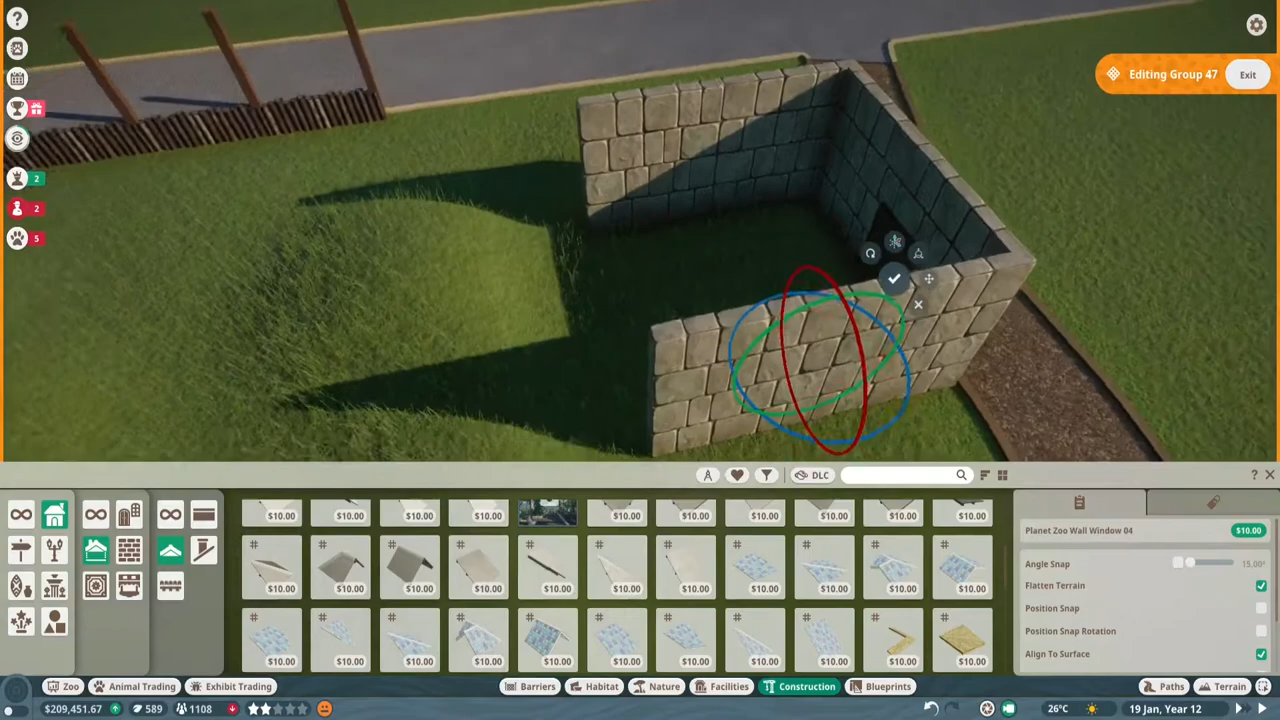 Editing Group 47
Exit
2
2
5
DLC
$10.00 $10.00 $10.00 $10.00 $10.00 $10.00 $10.00 $10.00 $10.00 $10.00 $10.00
$10.00 $10.00 $10.00 $10.00 $10.00 $10.00 $10.00 $10.00 $10.00 $10.00 $10.00
$10.00 $10.00 $10.00 $10.00 $10.00 $10.00 $10.00 $10.00 $10.00 $10.00 $10.00
Planet Zoo Wall Window 04 $10.00
Angle Snap 15.00°
Flatten Terrain
Position Snap
Position Snap Rotation
Align To Surface
Zoo Animal Trading Exhibit Trading Barriers Habitat Nature Facilities Construction Blueprints Paths Terrain
$209,451.67 589 1108 26°C 19 Jan, Year 12